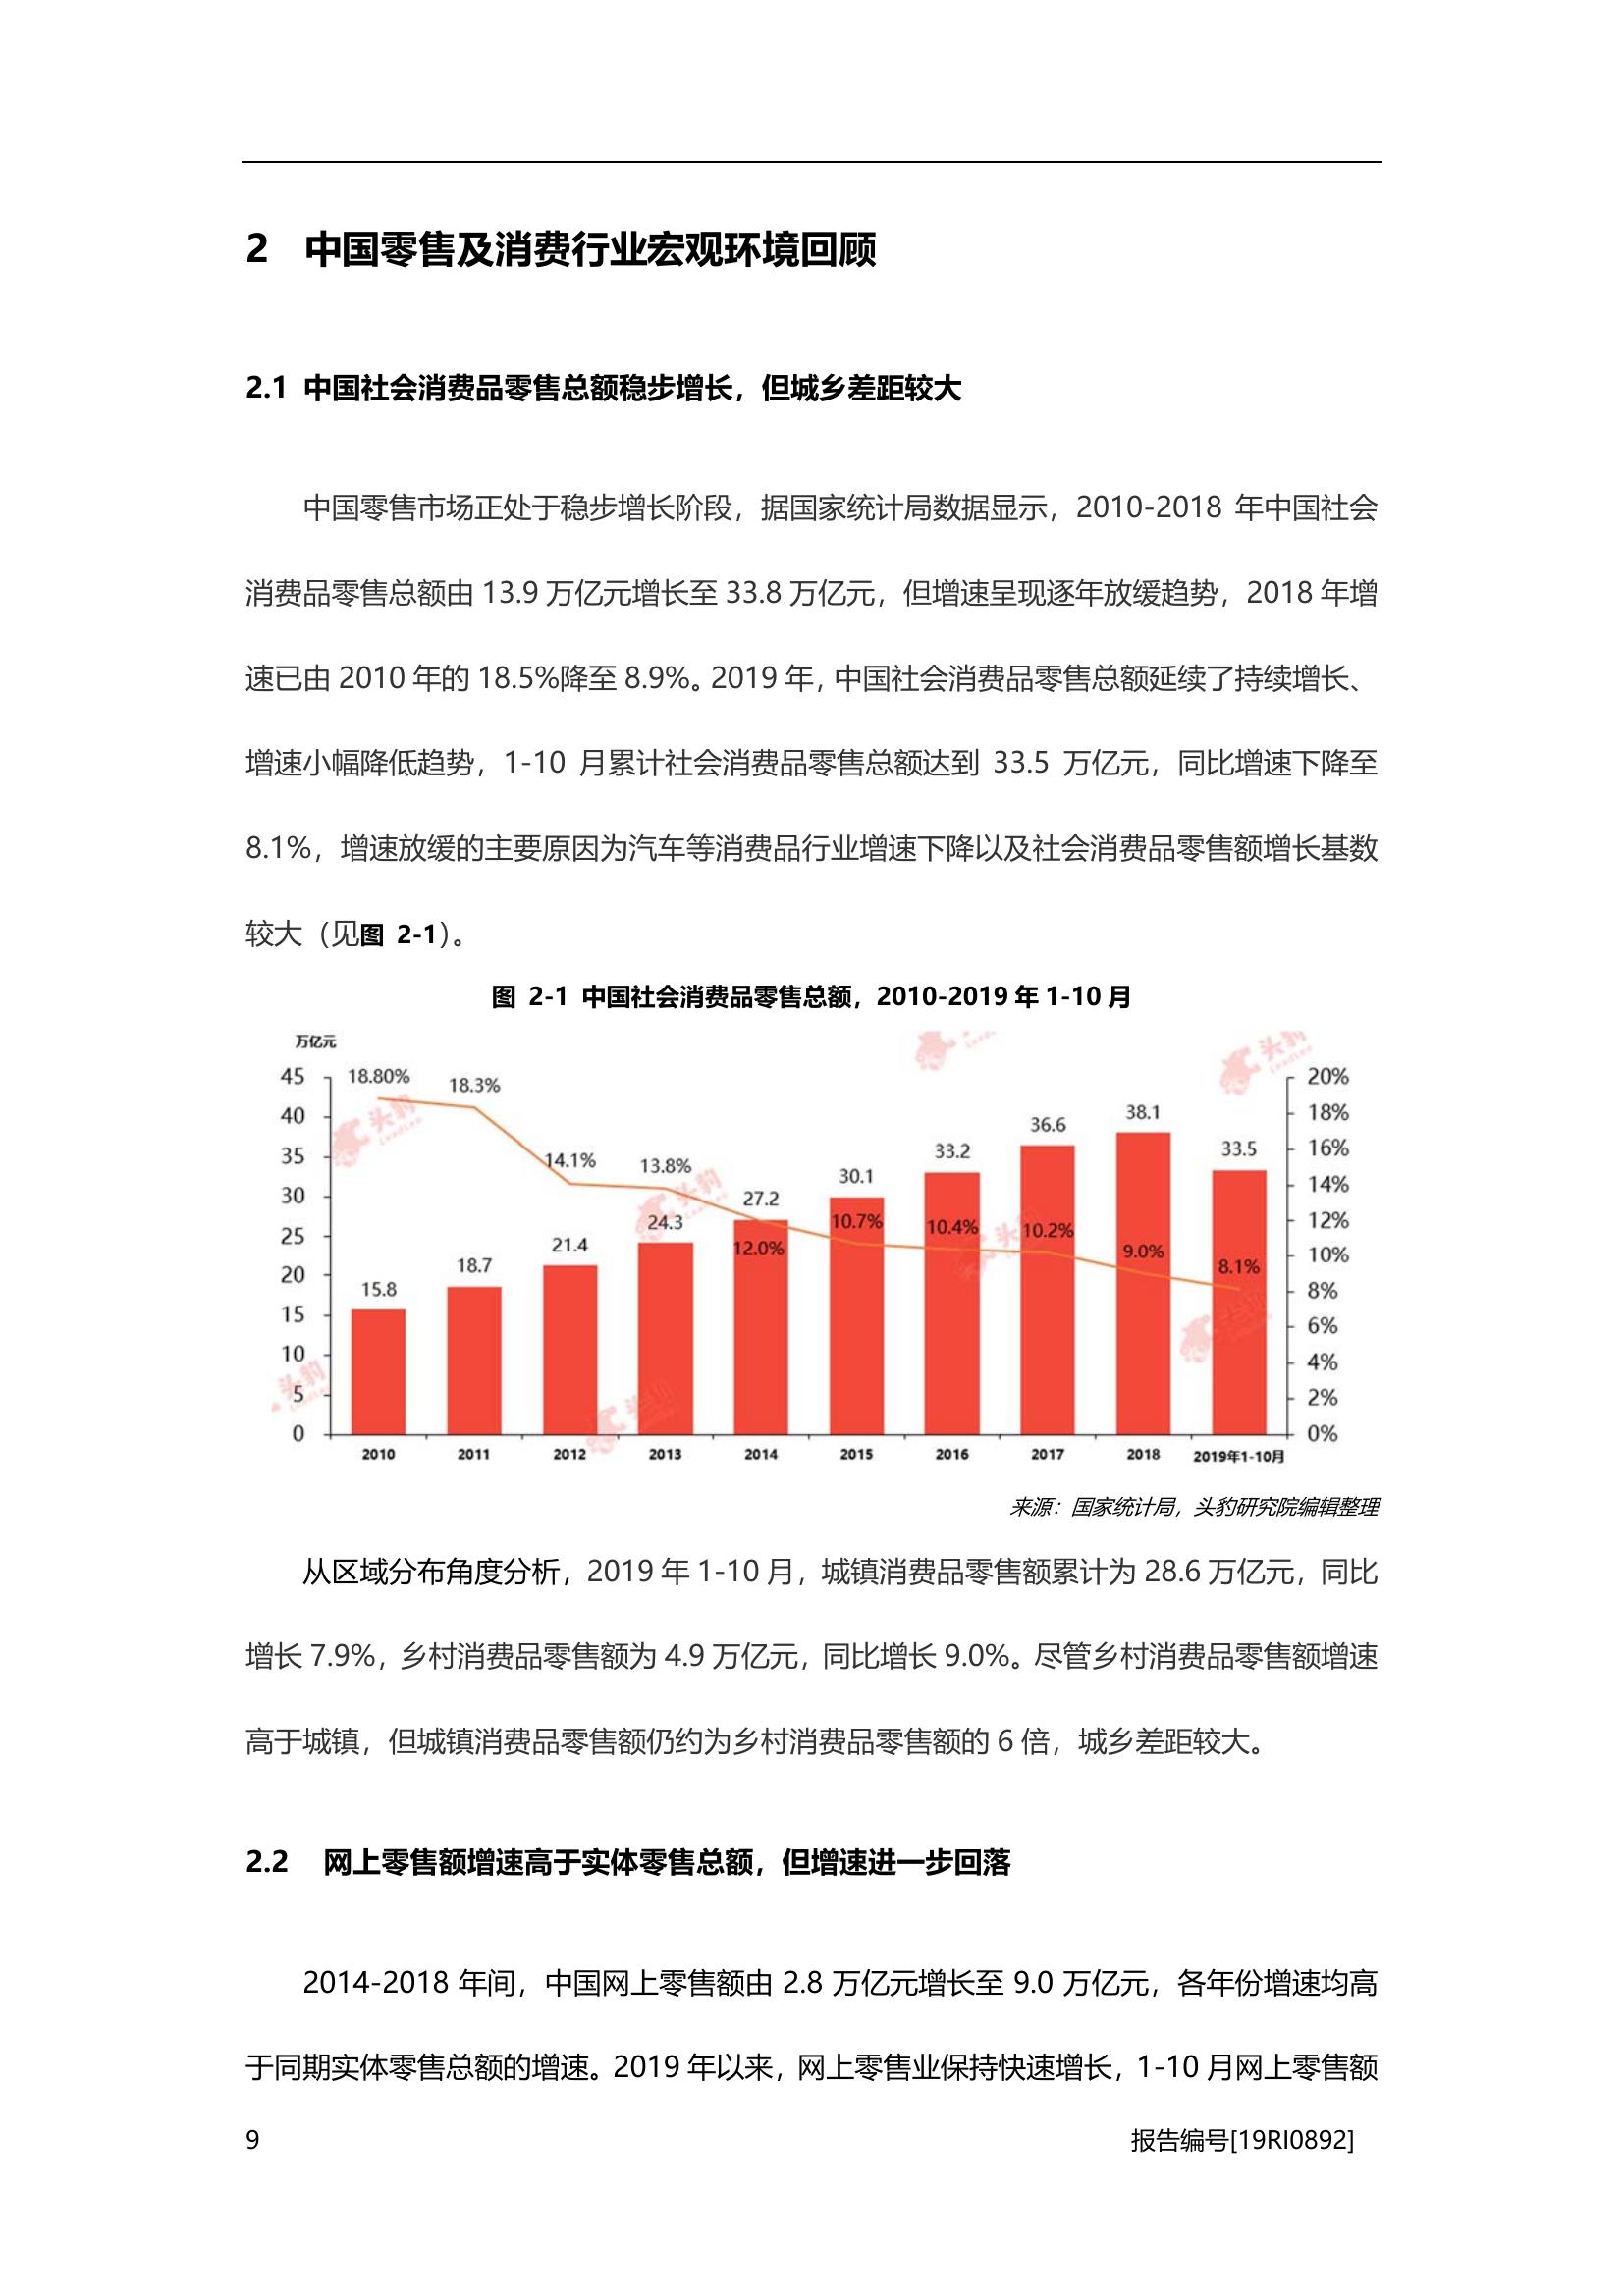 2 中国零售及消费行业宏观环境回顾
2.1 中国社会消费品零售总额稳步增长，但城乡差距较大
中国零售市场正处于稳步增长阶段，据国家统计局数据显示，2010-2018 年中国社会
消费品零售总额由 13.9 万亿元增长至 33.8 万亿元，但增速呈现逐年放缓趋势，2018 年增
速已由 2010 年的 18.5%降至 8.9%。2019 年，中国社会消费品零售总额延续了持续增长、
增速小幅降低趋势，1-10 月累计社会消费品零售总额达到 33.5 万亿元，同比增速下降至
8.1%，增速放缓的主要原因为汽车等消费品行业增速下降以及社会消费品零售额增长基数
较大（见图 2-1）。
图 2-1 中国社会消费品零售总额，2010-2019 年 1-10 月
万亿元
45 40 35 30 25 20 15 10 5 0
18.80% 18.3% 14.1% 13.8% 12.0% 10.7% 10.4% 10.2% 9.0% 8.1%
15.8 18.7 21.4 24.3 27.2 30.1 33.2 36.6 38.1 33.5
20% 18% 16% 14% 12% 10% 8% 6% 4% 2% 0%
2010 2011 2012 2013 2014 2015 2016 2017 2018 2019年1-10月
头豹
LeadLeo
来源：国家统计局，头豹研究院编辑整理
从区域分布角度分析，2019 年 1-10 月，城镇消费品零售额累计为 28.6 万亿元，同比
增长 7.9%，乡村消费品零售额为 4.9 万亿元，同比增长 9.0%。尽管乡村消费品零售额增速
高于城镇，但城镇消费品零售额仍约为乡村消费品零售额的 6 倍，城乡差距较大。
2.2 网上零售额增速高于实体零售总额，但增速进一步回落
2014-2018 年间，中国网上零售额由 2.8 万亿元增长至 9.0 万亿元，各年份增速均高
于同期实体零售总额的增速。2019 年以来，网上零售业保持快速增长，1-10 月网上零售额
9 报告编号[19RI0892]